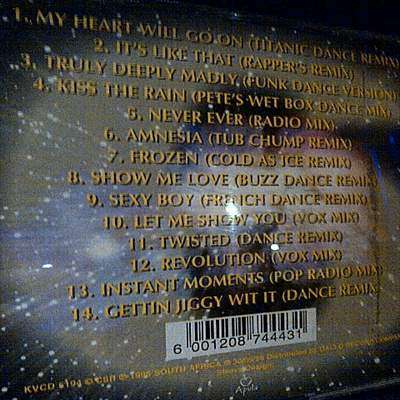 1. MY HEART WILL GO ON (TITANIC DANCE REMIX)
2. IT'S LIKE THAT (RAPPER'S REMIX)
3. TRULY DEEPLY MADLY (FUNK DANCE VERSION)
4. KISS THE RAIN (PETE'S WET BOX DANCE MIX)
5. NEVER EVER (RADIO MIX)
6. AMNESIA (TUB CHUMP REMIX)
7. FROZEN (COLD AS ICE REMIX)
8. SHOW ME LOVE (BUZZ DANCE REMIX)
9. SEXY BOY (FRENCH DANCE REMIX)
10. LET ME SHOW YOU (VOX MIX)
11. TWISTED (DANCE REMIX)
12. REVOLUTION (VOX MIX)
13. INSTANT MOMENTS (POP RADIO MIX)
14. GETTIN JIGGY WIT IT (DANCE REMIX
6 001208 744431
SOUTH AFRICA